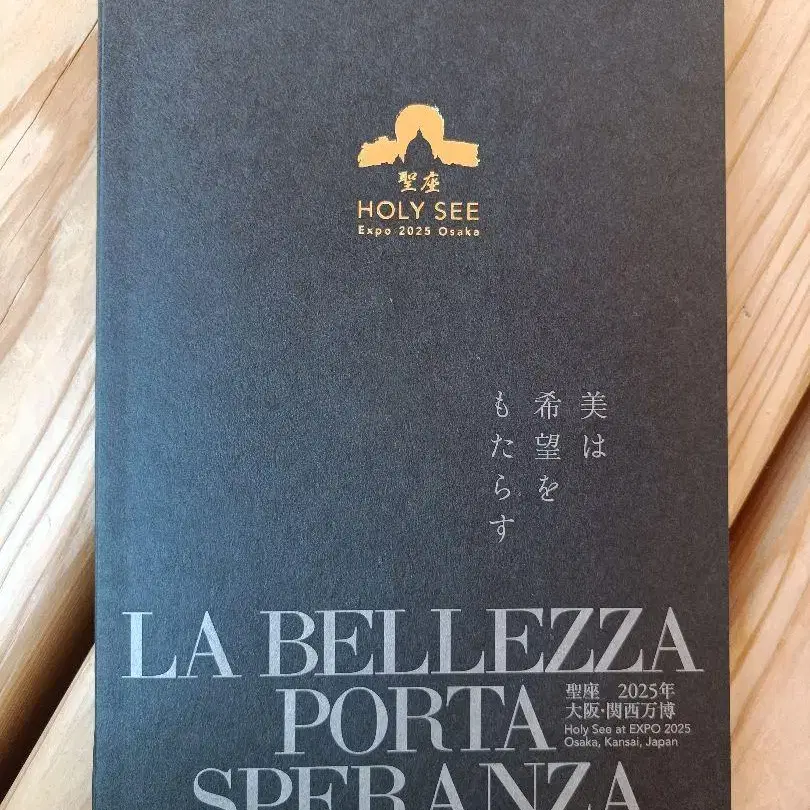 聖座
HOLY SEE
Expo 2025 Osaka
美は
希望を
もたらす
LA BELLEZZA
PORTA
聖座　2025年
大阪･関西万博
Holy See at EXPO 2025
Osaka, Kansai, Japan
SPERANZA